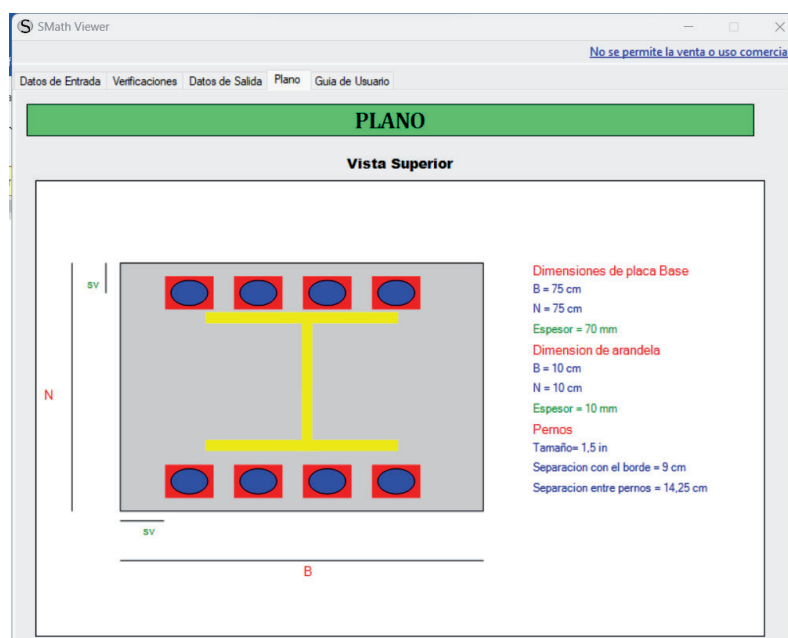 SMath Viewer
No se permite la venta o uso comercia
Datos de Entrada Verificaciones Datos de Salida Plano Guia de Usuario
PLANO
Vista Superior
sv
N
sv
B
Dimensiones de placa Base
B = 75 cm
N = 75 cm
Espesor = 70 mm
Dimension de arandela
B = 10 cm
N = 10 cm
Espesor = 10 mm
Pernos
Tamaño= 1,5 in
Separacion con el borde = 9 cm
Separacion entre pernos = 14,25 cm